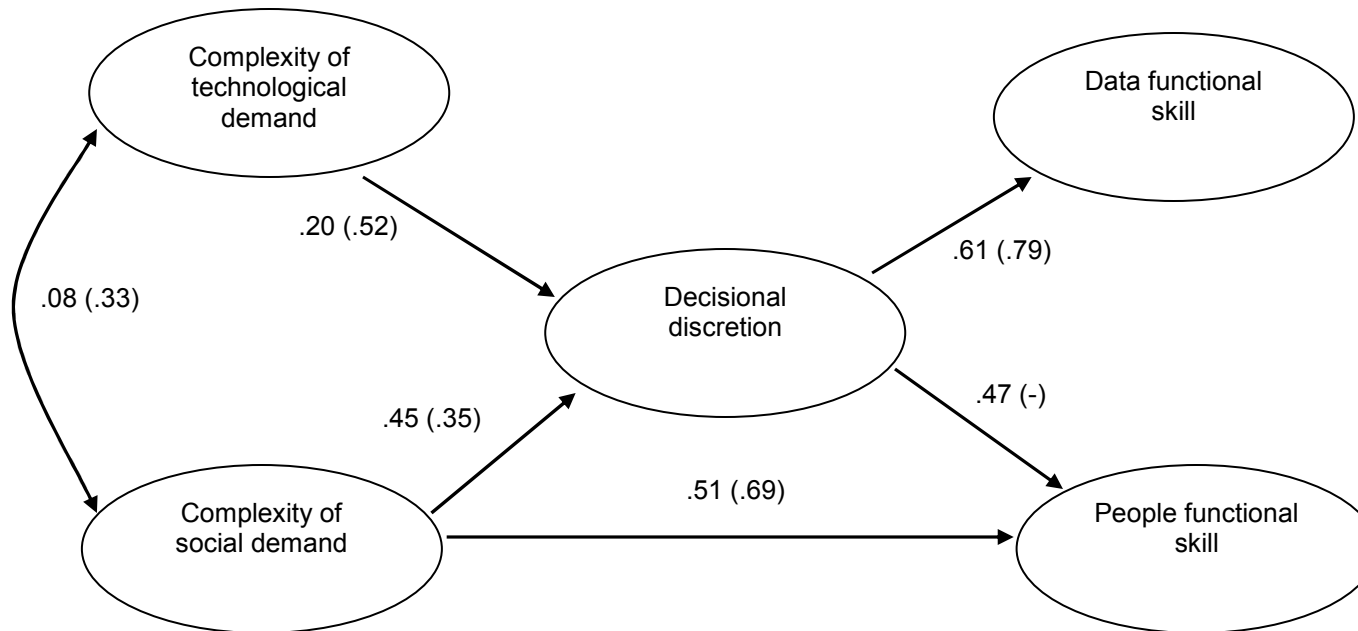 Complexity of
technological
demand
Data functional
skill
.20 (.52)
.61 (.79)
.08 (.33)
Decisional
discretion
.47 (-)
.45 (.35)
.51 (.69)
Complexity of
social demand
People functional
skill